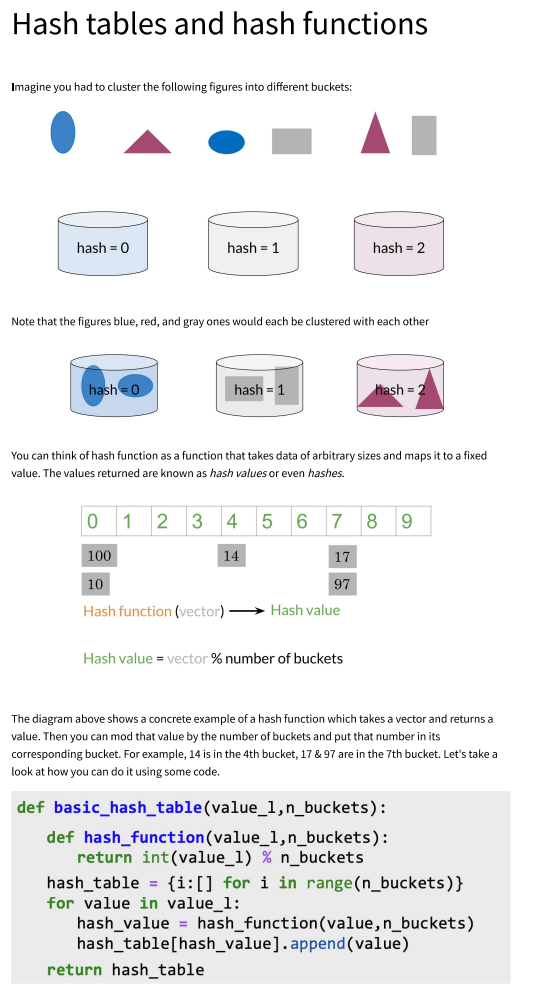 Hash tables and hash functions
Imagine you had to cluster the following figures into different buckets:
hash = 0
hash = 1
hash = 2
Note that the figures blue, red, and gray ones would each be clustered with each other
hash = 0
hash = 1
hash = 2
You can think of hash function as a function that takes data of arbitrary sizes and maps it to a fixed
value. The values returned are known as hash values or even hashes.
0 1 2 3 4 5 6 7 8 9
100 14 17
10 97
Hash function (vector) → Hash value
Hash value = vector % number of buckets
The diagram above shows a concrete example of a hash function which takes a vector and returns a
value. Then you can mod that value by the number of buckets and put that number in its
corresponding bucket. For example, 14 is in the 4th bucket, 17 & 97 are in the 7th bucket. Let's take a
look at how you can do it using some code.
def basic_hash_table(value_l,n_buckets):
    def hash_function(value_l,n_buckets):
        return int(value_l) % n_buckets
    hash_table = {i:[] for i in range(n_buckets)}
    for value in value_l:
        hash_value = hash_function(value,n_buckets)
        hash_table[hash_value].append(value)
    return hash_table